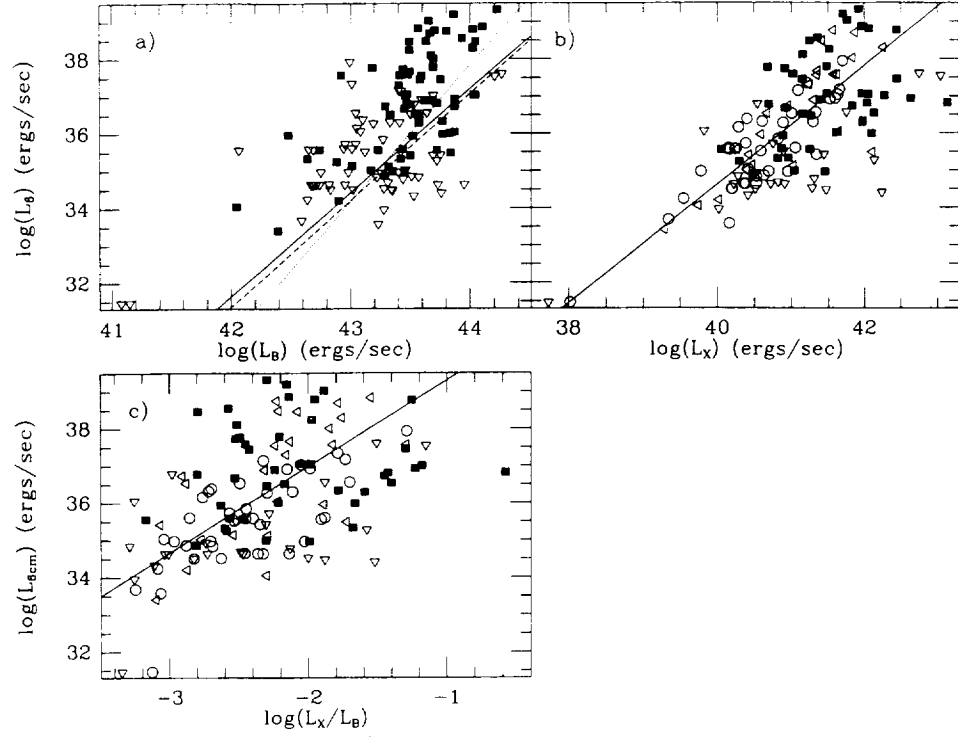 a)
38
36
34
32
log(L₆) (ergs/sec)
41
42
43
44
log(L_B) (ergs/sec)
b)
38
40
42
log(L_X) (ergs/sec)
c)
38
36
34
32
log(L₆cm) (ergs/sec)
-3
-2
-1
log(L_X/L_B)